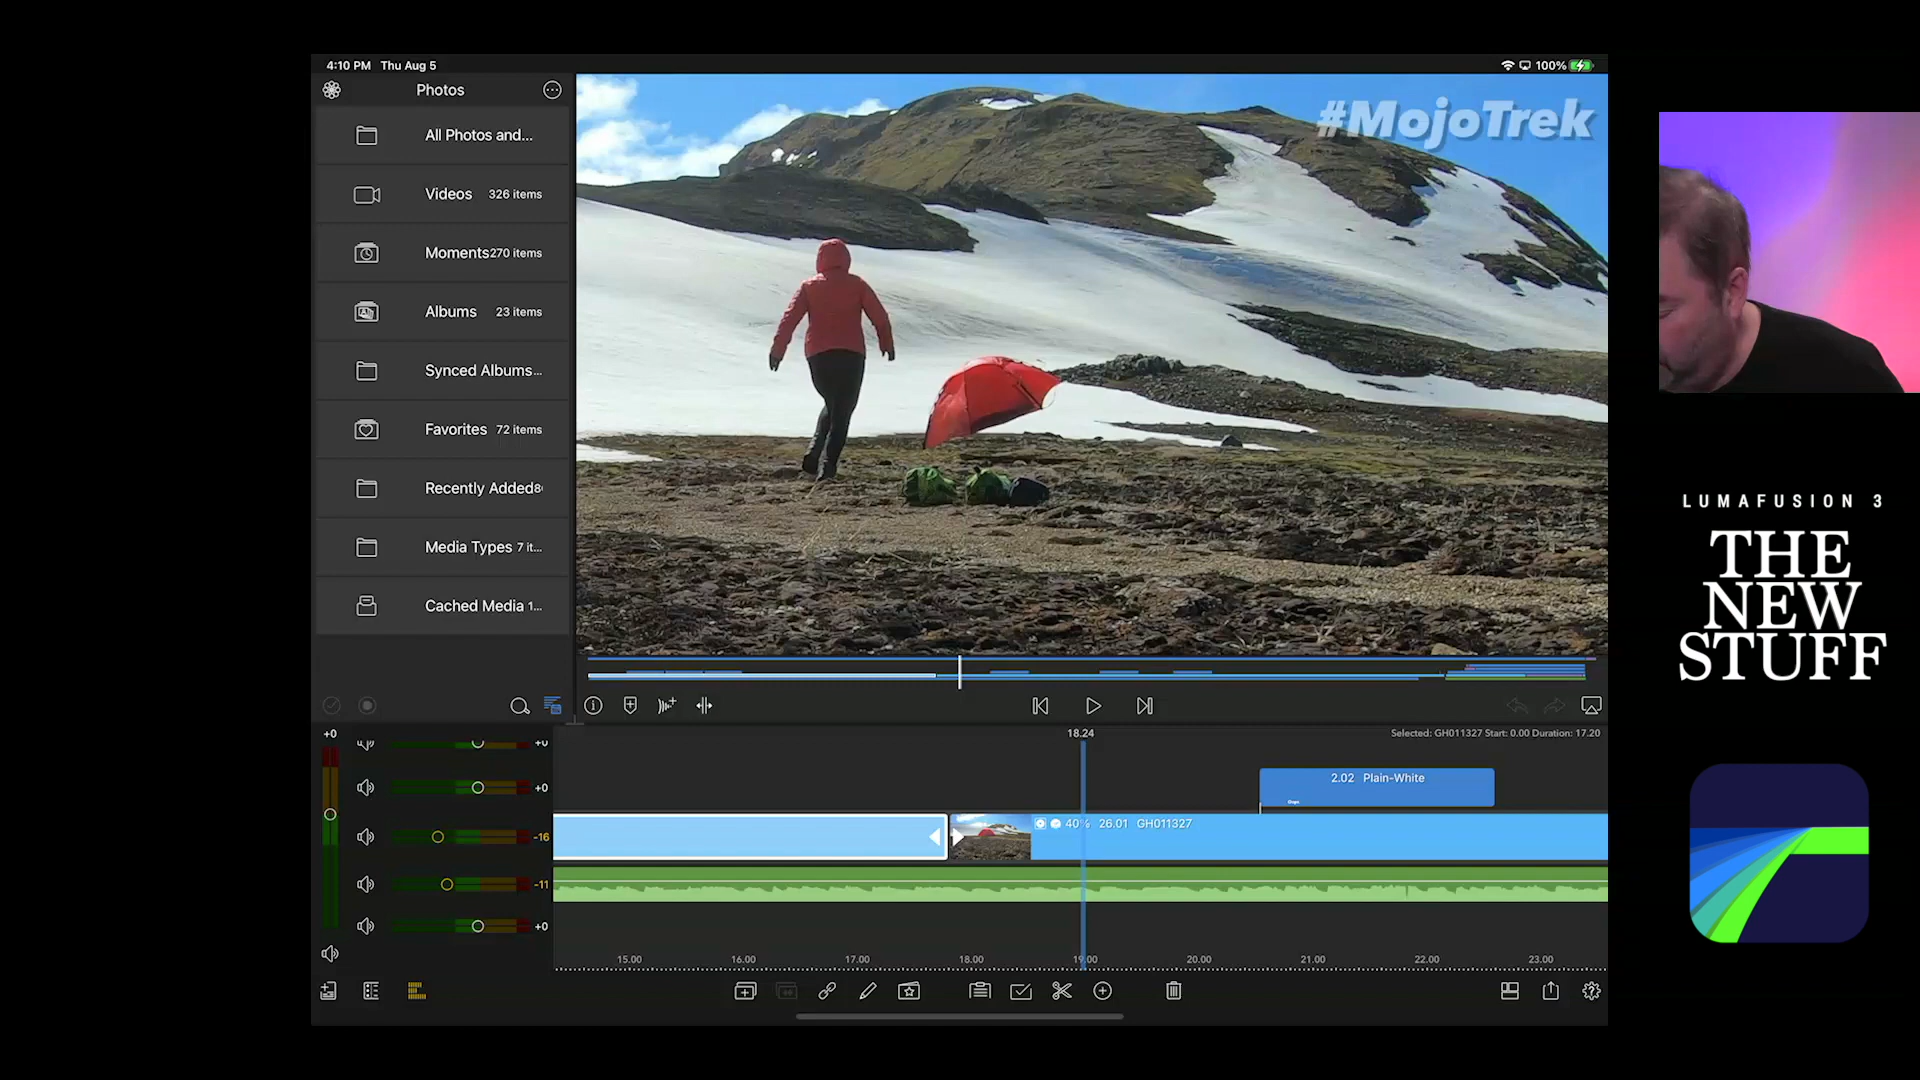 4:10 PM Thu Aug 5
100%
Photos
All Photos and...
Videos 326 items
Moments 270 items
Albums 23 items
Synced Albums...
Favorites 72 items
Recently Added8
Media Types 7 it...
Cached Media 1...
#MojoTrek
LUMAFUSION 3
THE
NEW
STUFF
+0
18.24
Selected: GH011327 Start: 0.00 Duration: 17.20
+0
+0
2.02 Plain-White
-16
40% 26.01 GH011327
-11
+0
15.00 16.00 17.00 18.00 19.00 20.00 21.00 22.00 23.00